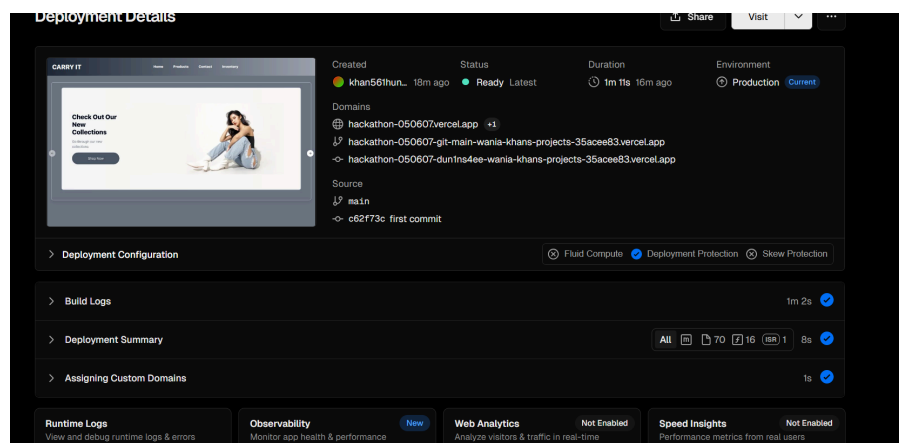 Deployment Details
Share
Visit
CARRY IT
Home Products Contact Inventory
Check Out Our
New
Collections
Go through our new
collections
Shop Now
Created
khan561hun... 18m ago
Status
Ready Latest
Duration
1m 11s 16m ago
Environment
Production Current
Domains
hackathon-050607.vercel.app +1
hackathon-050607-git-main-wania-khans-projects-35acee83.vercel.app
hackathon-050607-dun1ns4ee-wania-khans-projects-35acee83.vercel.app
Source
main
c62f73c first commit
Deployment Configuration
Fluid Compute Deployment Protection Skew Protection
Build Logs 1m 2s
Deployment Summary All 70 16 ISR 1 8s
Assigning Custom Domains 1s
Runtime Logs
View and debug runtime logs & errors
Observability New
Monitor app health & performance
Web Analytics Not Enabled
Analyze visitors & traffic in real-time
Speed Insights Not Enabled
Performance metrics from real users